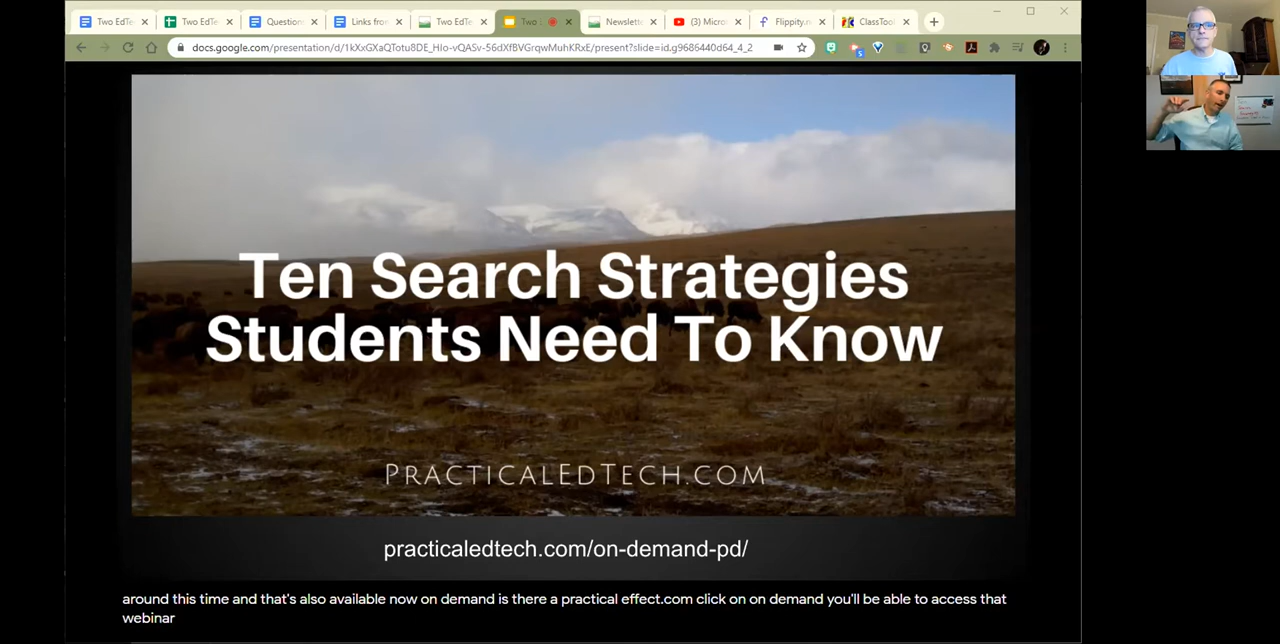 Two EdTe
Two EdTe
Question
Links fro
Two EdTe
Two
Newslette
(3) Micro
Flippity.n
ClassToo
docs.google.com/presentation/d/1kXxGXaQTotu8DE_HIo-vQASv-56dXfBVGrqwMuhKRxE/present?slide=id.g9686440d64_4_2
Ten Search Strategies
Students Need To Know
PracticalEdTech.com
practicaledtech.com/on-demand-pd/
around this time and that's also available now on demand is there a practical effect.com click on on demand you'll be able to access that
webinar